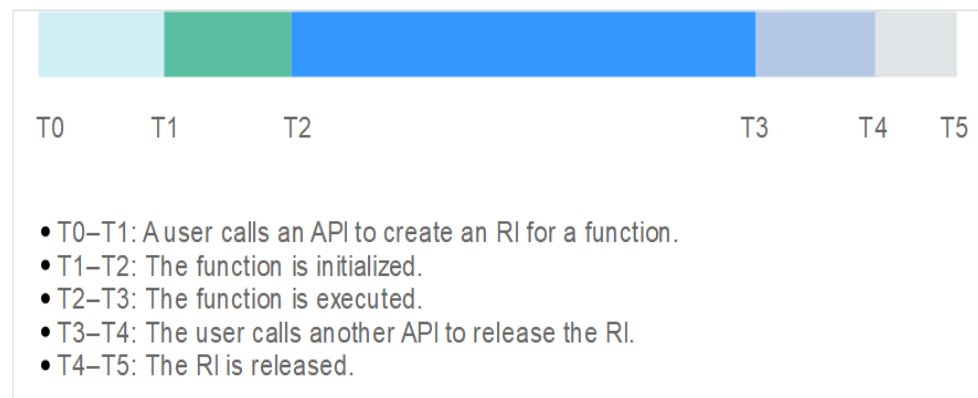 T0 T1 T2 T3 T4 T5
• T0–T1: A user calls an API to create an RI for a function.
• T1–T2: The function is initialized.
• T2–T3: The function is executed.
• T3–T4: The user calls another API to release the RI.
• T4–T5: The RI is released.